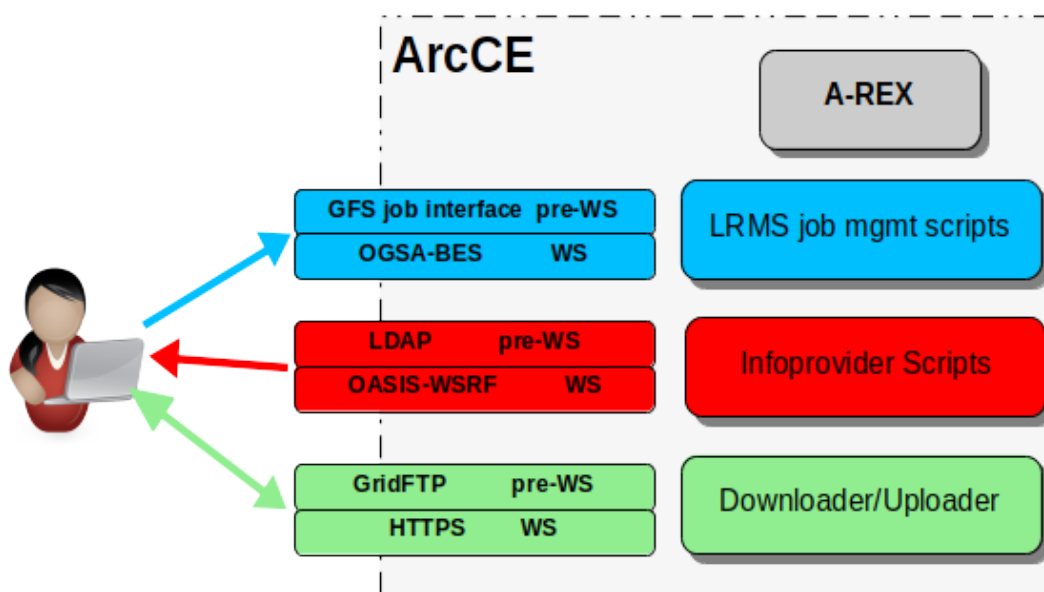 ArcCE
A-REX
GFS job interface pre-WS
OGSA-BES WS
LRMS job mgmt scripts
LDAP pre-WS
OASIS-WSRF WS
Infoprovider Scripts
GridFTP pre-WS
HTTPS WS
Downloader/Uploader